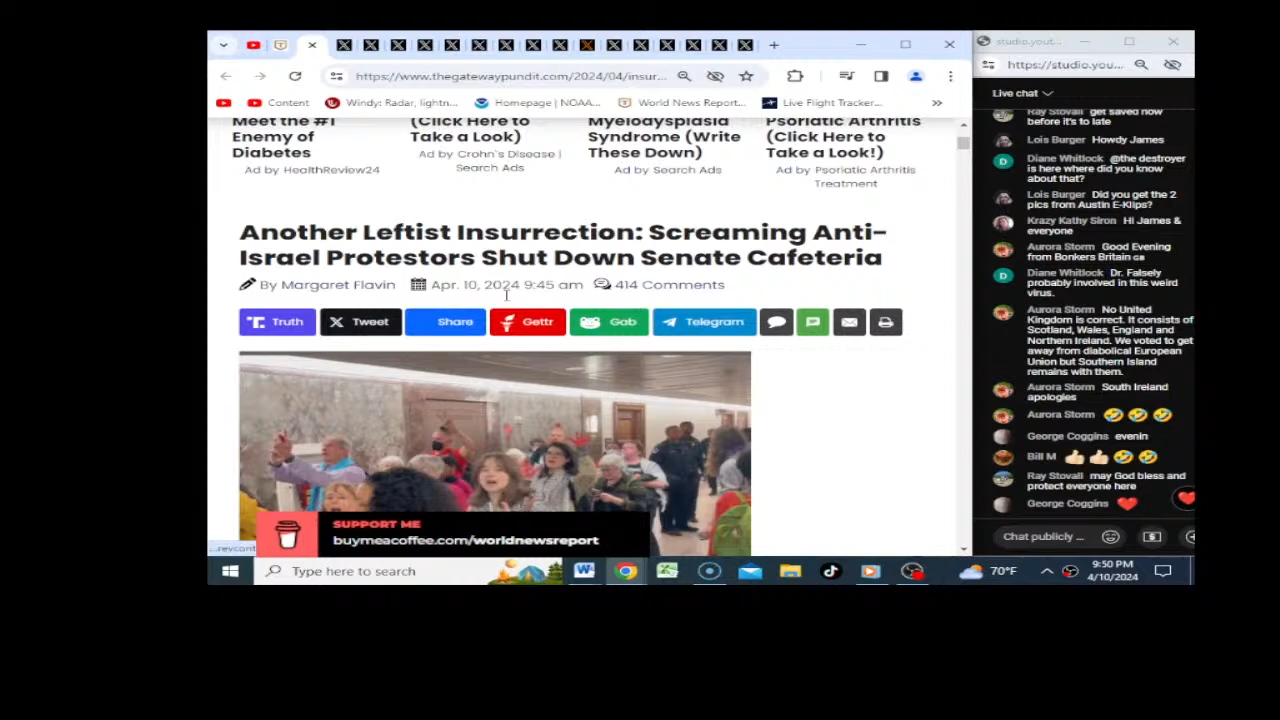 studio.yout...
https://www.thegatewaypundit.com/2024/04/insur...
https://studio.you...
Content
Windy: Radar, lightn...
Homepage | NOAA...
World News Report...
Live Flight Tracker...
»
Live chat
Meet the #1
Enemy of
Diabetes
Ad by HealthReview24
(Click Here to
Take a Look)
Ad by Crohn's Disease |
Search Ads
Myelodysplasia
Syndrome (Write
These Down)
Ad by Search Ads
Psoriatic Arthritis
(Click Here to
Take a Look!)
Ad by Psoriatic Arthritis
Treatment
Another Leftist Insurrection: Screaming Anti-
Israel Protestors Shut Down Senate Cafeteria
By Margaret Flavin Apr. 10, 2024 9:45 am 414 Comments
Truth
Tweet
Share
Gettr
Gab
Telegram
SUPPORT ME
buymeacoffee.com/worldnewsreport
...revcont
Ray Stovall get saved now
before it's to late
Lois Burger Howdy James
D Diane Whitlock @the destroyer
is here where did you know
about that?
Lois Burger Did you get the 2
pics from Austin E-Klips?
Krazy Kathy Siron Hi James &
everyone
Aurora Storm Good Evening
from Bonkers Britain GB
D Diane Whitlock Dr. Falsely
probably involved in this weird
virus.
Aurora Storm No United
Kingdom is correct. It consists of
Scotland, Wales, England and
Northern Ireland. We voted to get
away from diabolical European
Union but Southern Island
remains with them.
Aurora Storm South Ireland
apologies
Aurora Storm 🤣🤣🤣
George Coggins evenin
Bill M 👍🏻👍🏻🤣🤣
Ray Stovall may God bless and
protect everyone here
George Coggins ❤️
Chat publicly ...
Type here to search
70°F
9:50 PM
4/10/2024